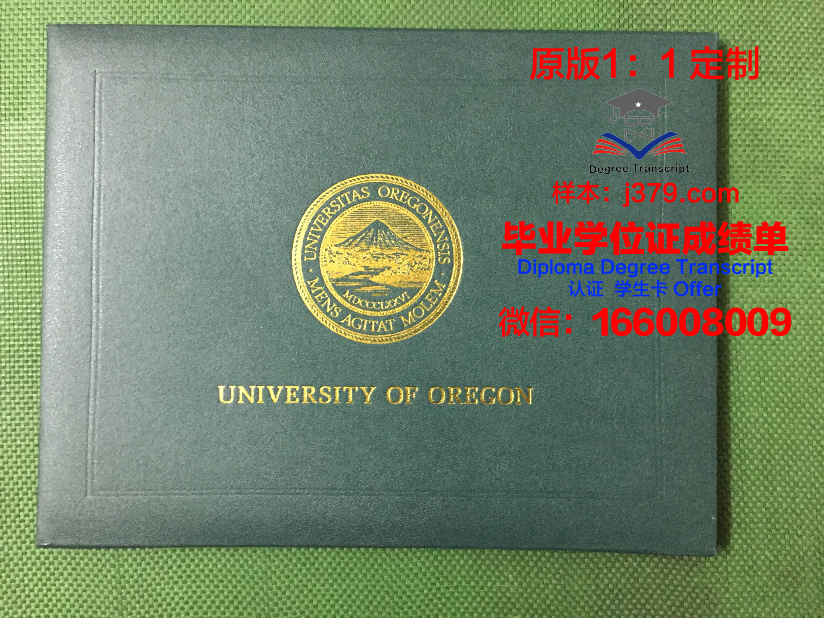 原版1：1 定制
Degree Transcript
样本：j379.com
毕业学位证成绩单
Diploma Degree Transcript
认证 学生卡 Offer
微信：166008009
UNIVERSITAS OREGONENSIS
MDCCCLXXVI
MENS AGITAT MOLEM
UNIVERSITY OF OREGON